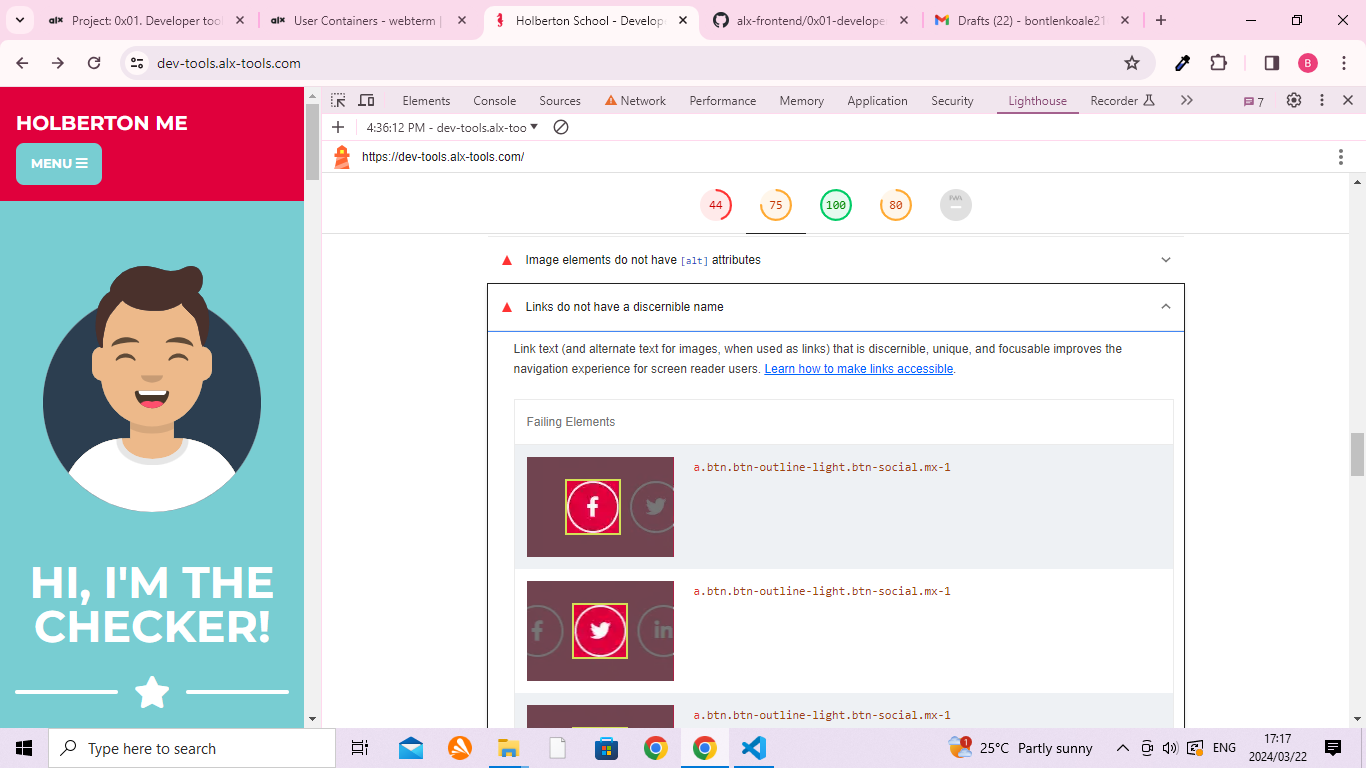 Project: 0x01. Developer tool
User Containers - webterm |
Holberton School - Develope
alx-frontend/0x01-develope
Drafts (22) - bontlenkoale21
dev-tools.alx-tools.com
B
HOLBERTON ME
MENU
HI, I'M THE
CHECKER!
Elements
Console
Sources
Network
Performance
Memory
Application
Security
Lighthouse
Recorder
7
4:36:12 PM - dev-tools.alx-too
https://dev-tools.alx-tools.com/
44
75
100
80
PWA
Image elements do not have [alt] attributes
Links do not have a discernible name
Link text (and alternate text for images, when used as links) that is discernible, unique, and focusable improves the
navigation experience for screen reader users. Learn how to make links accessible.
Failing Elements
a.btn.btn-outline-light.btn-social.mx-1
a.btn.btn-outline-light.btn-social.mx-1
a.btn.btn-outline-light.btn-social.mx-1
Type here to search
1
25°C Partly sunny
ENG
17:17
2024/03/22